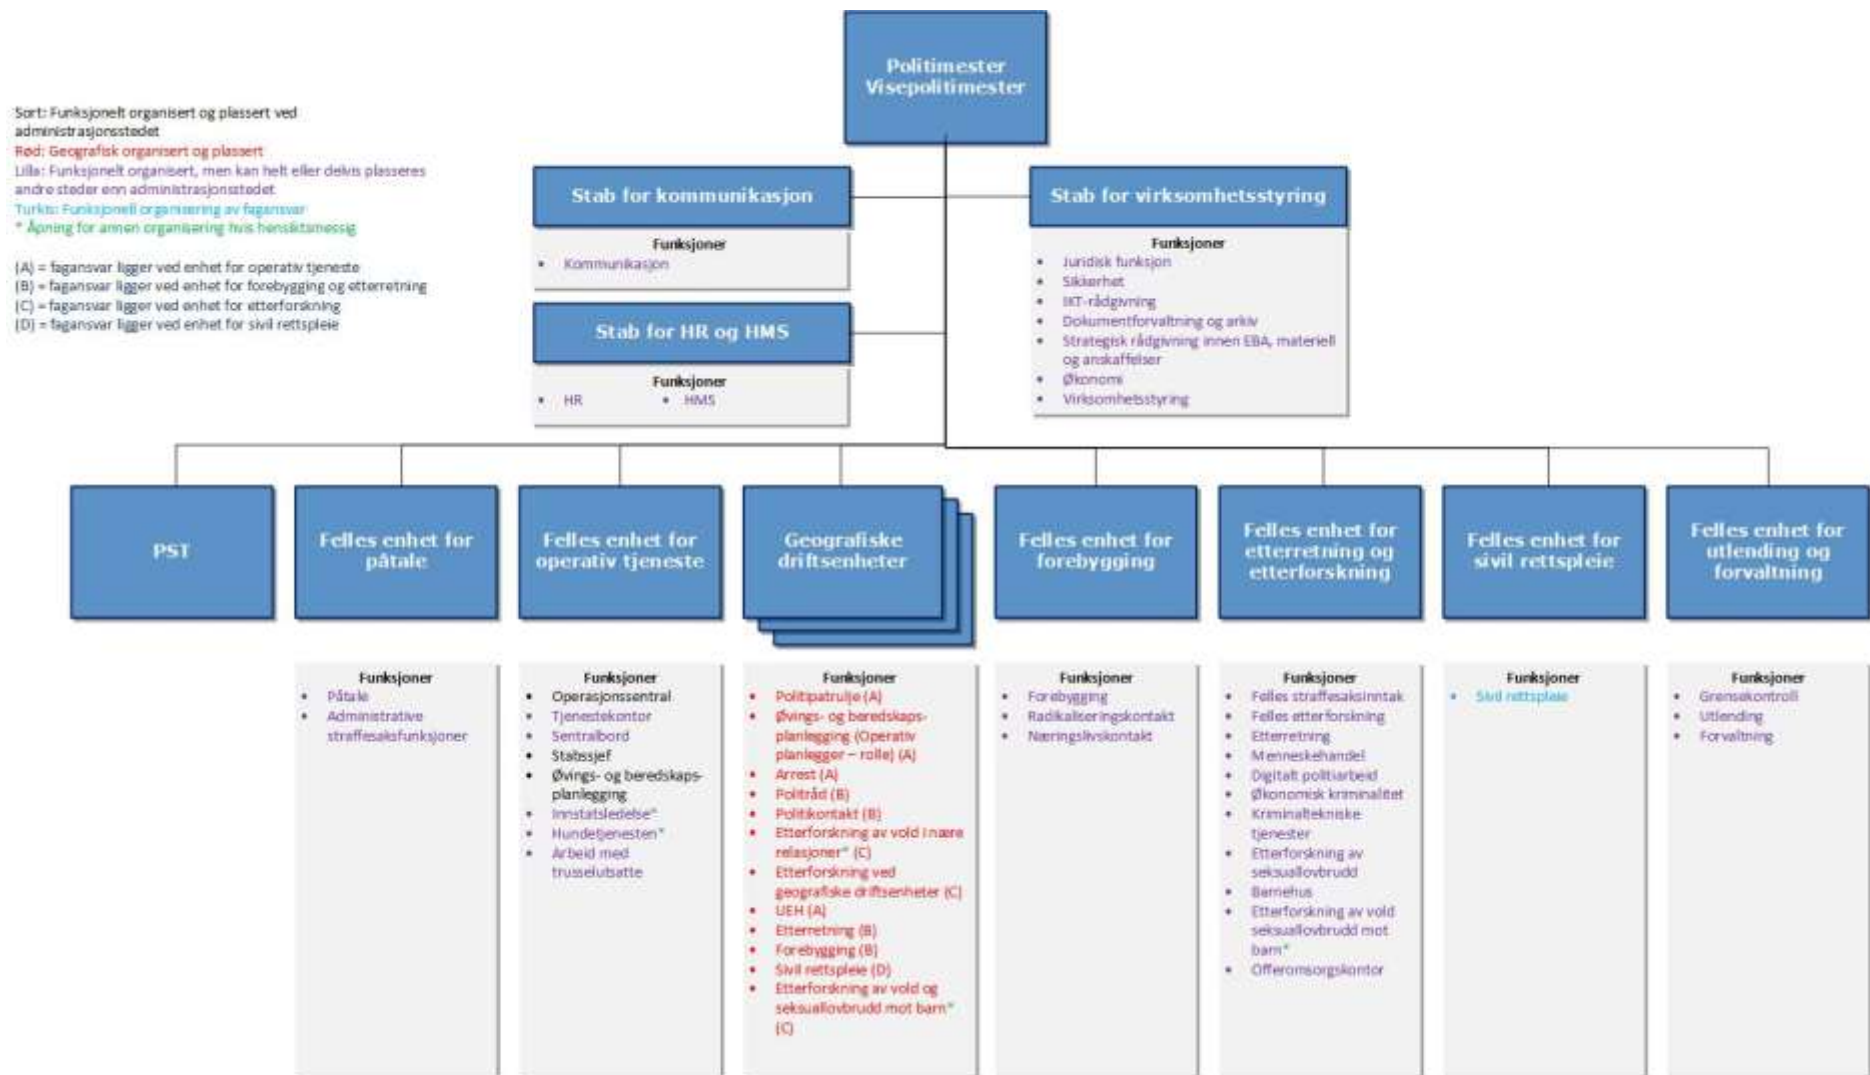 Politimester
Visepolitimester
Sort: Funksjonelt organisert og plassert ved
administrasjonsstedet
Rød: Geografisk organisert og plassert
Lilla: Funksjonelt organisert, men kan helt eller delvis plasseres
andre steder enn administrasjonsstedet
Turkis: Funksjonell organisering av fagansvar
* Åpning for annen organisering hvis hensiktsmessig
(A) = fagansvar ligger ved enhet for operativ tjeneste
(B) = fagansvar ligger ved enhet for forebygging og etterretning
(C) = fagansvar ligger ved enhet for etterforskning
(D) = fagansvar ligger ved enhet for sivil rettspleie
Stab for kommunikasjon
Funksjoner
• Kommunikasjon
Stab for HR og HMS
Funksjoner
• HR • HMS
Stab for virksomhetsstyring
Funksjoner
• Juridisk funksjon
• Sikkerhet
• IKT-rådgivning
• Dokumentforvaltning og arkiv
• Strategisk rådgivning innen EBA, materiell
og anskaffelser
• Økonomi
• Virksomhetsstyring
PST
Felles enhet for
påtale
Funksjoner
• Påtale
• Administrative
straffesaksfunksjoner
Felles enhet for
operativ tjeneste
Funksjoner
• Operasjonssentral
• Tjenestekontor
• Sentralbord
• Stabssjef
• Øvings- og beredskaps-
planlegging
• Innstatsledelse*
• Hundetjenesten*
• Arbeid med
trusselutsatte
Geografiske
driftsenheter
Funksjoner
• Politipatrulje (A)
• Øvings- og beredskaps-
planlegging (Operativ
planlegger – rolle) (A)
• Arrest (A)
• Politråd (B)
• Politikontakt (B)
• Etterforskning av vold i nære
relasjoner* (C)
• Etterforskning ved
geografiske driftsenheter (C)
• UEH (A)
• Etterretning (B)
• Forebygging (B)
• Sivil rettspleie (D)
• Etterforskning av vold og
seksuallovbrudd mot barn*
(C)
Felles enhet for
forebygging
Funksjoner
• Forebygging
• Radikaliseringskontakt
• Næringslivskontakt
Felles enhet for
etterretning og
etterforskning
Funksjoner
• Felles straffesaksinntak
• Felles etterforskning
• Etterretning
• Menneskehandel
• Digitalt politiarbeid
• Økonomisk kriminalitet
• Kriminaltekniske
tjenester
• Etterforskning av
seksuallovbrudd
• Barnehus
• Etterforskning av vold
seksuallovbrudd mot
barn*
• Offeromsorgskontor
Felles enhet for
sivil rettspleie
Funksjoner
• Sivil rettspleie
Felles enhet for
utlending og
forvaltning
Funksjoner
• Grensekontroll
• Utlending
• Forvaltning